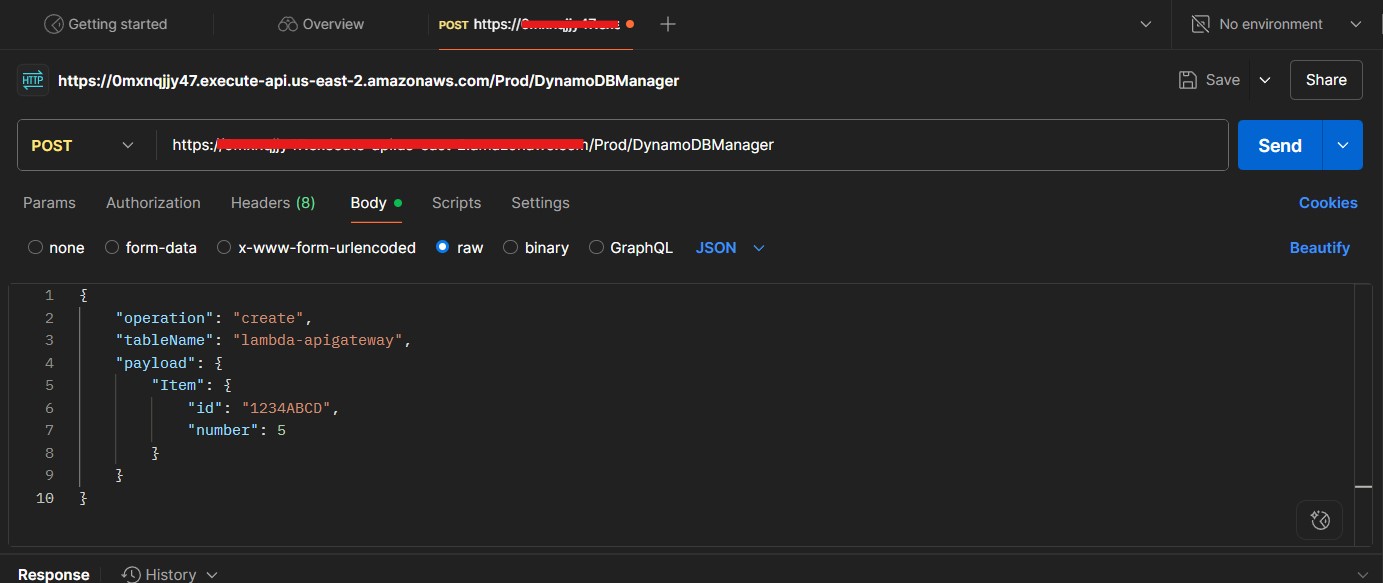 Getting started
Overview
POST https://
No environment
HTTP https://0mxnqjjy47.execute-api.us-east-2.amazonaws.com/Prod/DynamoDBManager
Save
Share
POST
https:/ /Prod/DynamoDBManager
Send
Params Authorization Headers (8) Body Scripts Settings Cookies
none form-data x-www-form-urlencoded raw binary GraphQL JSON Beautify
1 {
2 "operation": "create",
3 "tableName": "lambda-apigateway",
4 "payload": {
5 "Item": {
6 "id": "1234ABCD",
7 "number": 5
8 }
9 }
10 }
Response History